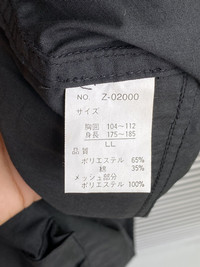 NO. Z-02000
サイズ
胸囲 104～112
身長 175～185
LL
品質
ポリエステル 65%
綿 35%
メッシュ部分
ポリエステル 100%